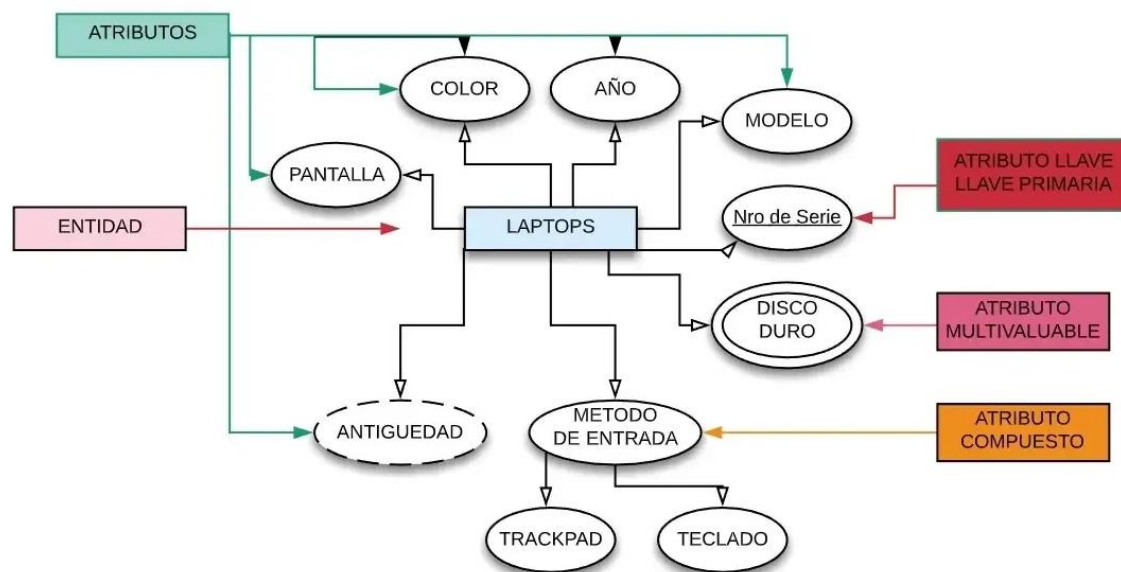 ATRIBUTOS
COLOR
AÑO
MODELO
PANTALLA
ATRIBUTO LLAVE
LLAVE PRIMARIA
ENTIDAD
LAPTOPS
Nro de Serie
DISCO
DURO
ATRIBUTO
MULTIVALUABLE
ANTIGUEDAD
METODO
DE ENTRADA
ATRIBUTO
COMPUESTO
TRACKPAD
TECLADO